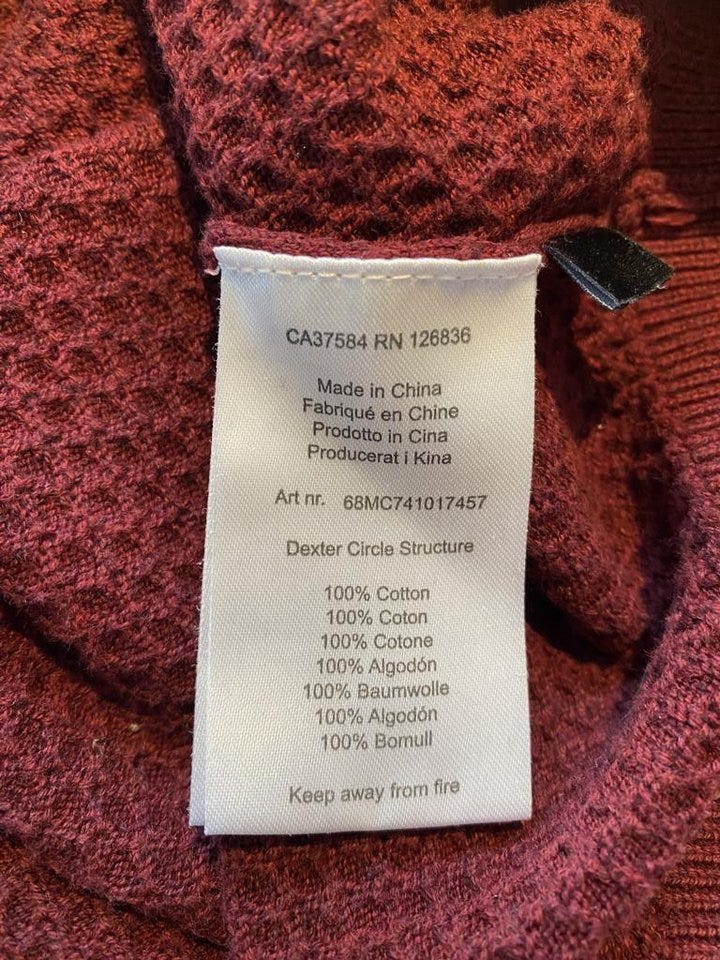 CA37584 RN 126836
Made in China
Fabriqué en Chine
Prodotto in Cina
Producerat i Kina
Art nr. 68MC741017457
Dexter Circle Structure
100% Cotton
100% Coton
100% Cotone
100% Algodón
100% Baumwolle
100% Algodón
100% Bomull
Keep away from fire